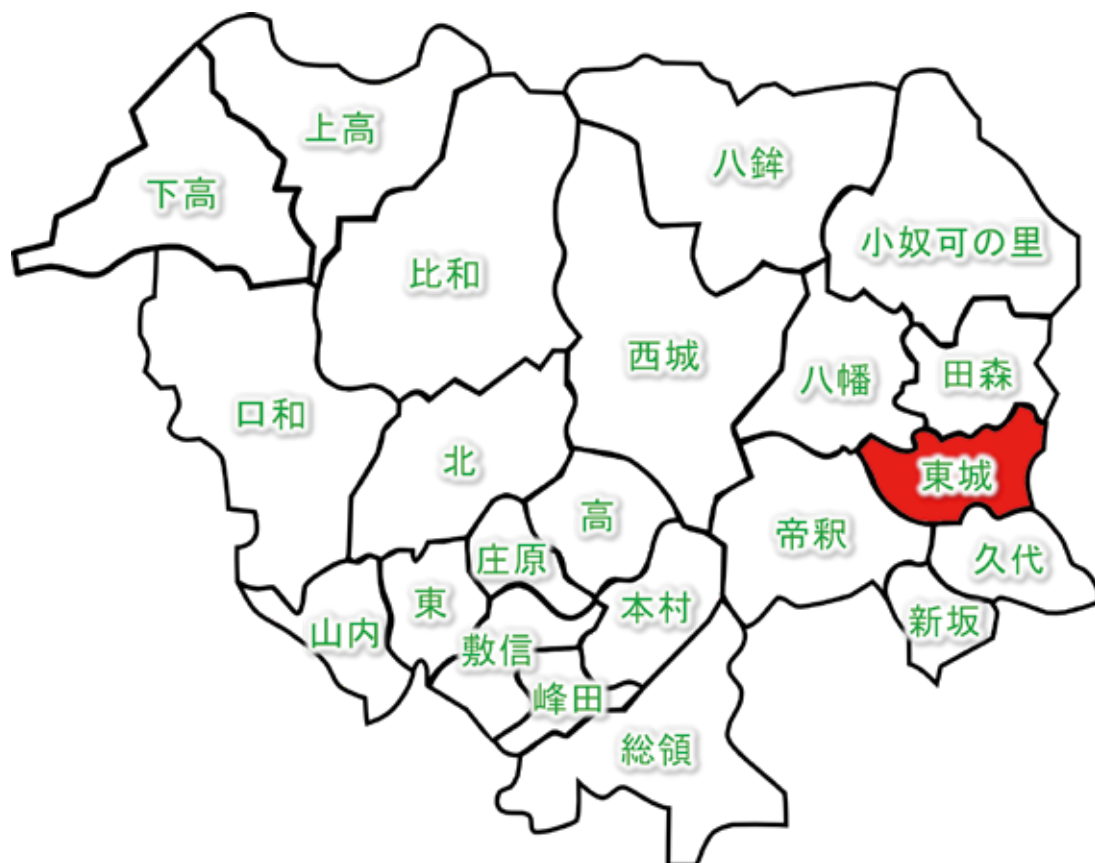 上高
八鉾
下高
小奴可の里
比和
西城
八幡
田森
口和
北
東城
高
帝釈
庄原
久代
東
本村
山内
新坂
敷信
峰田
総領